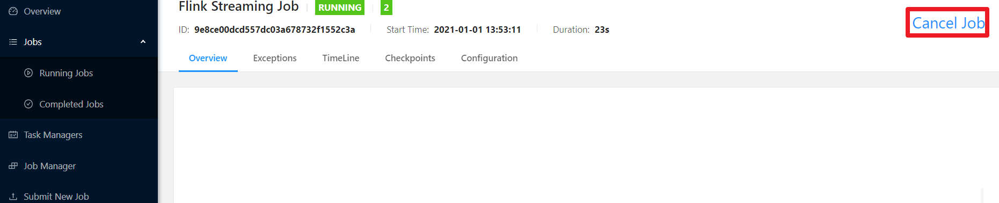 Overview
Jobs
Running Jobs
Completed Jobs
Task Managers
Job Manager
Submit New Job
Flink Streaming Job RUNNING 2
ID: 9e8ce00dcd557dc03a678732f1552c3a Start Time: 2021-01-01 13:53:11 Duration: 23s
Cancel Job
Overview Exceptions TimeLine Checkpoints Configuration